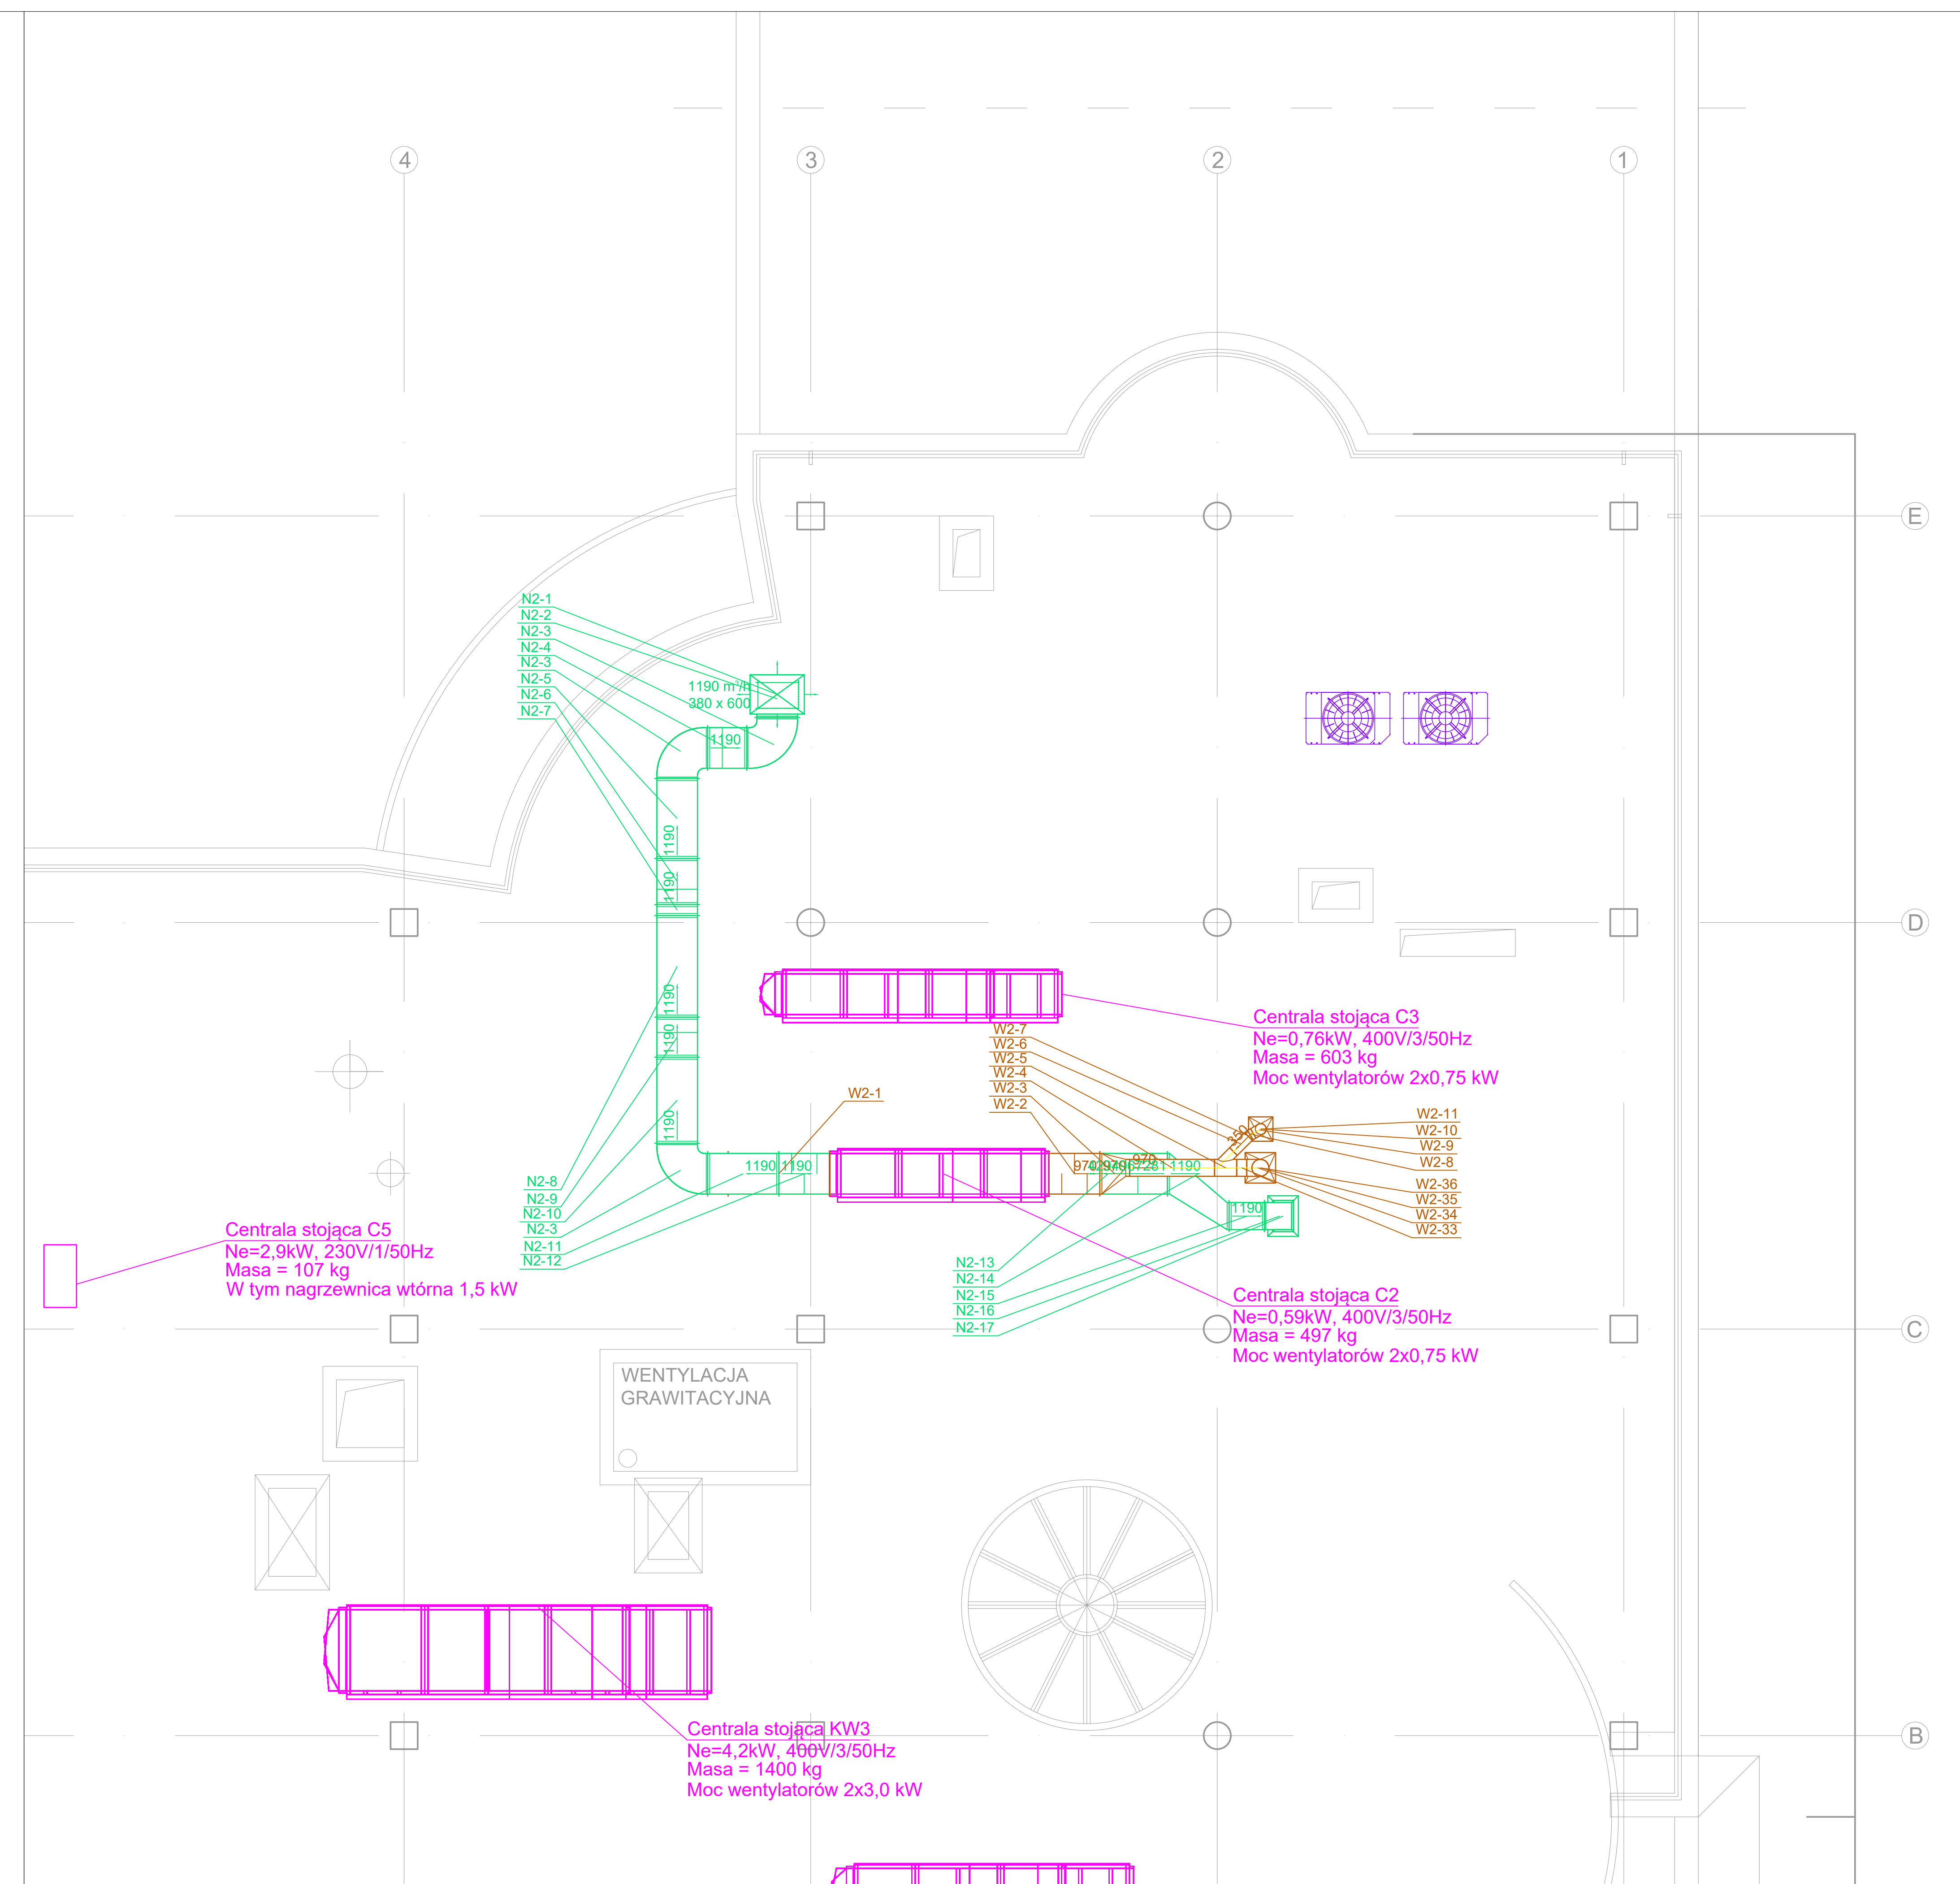 4
3
2
1
E
N2-1
N2-2
N2-3
N2-4
N2-3
N2-5
N2-6
N2-7
1190 m³/h
380 x 600
1190
1190
1190
D
1190
1190
1190
Centrala stojąca C3
Ne=0,76kW, 400V/3/50Hz
Masa = 603 kg
Moc wentylatorów 2x0,75 kW
W2-7
W2-6
W2-5
W2-4
W2-3
W2-2
W2-1
W2-11
W2-10
W2-9
W2-8
350
970
1190
1190
970
1190
W2-36
W2-35
W2-34
W2-33
1190
N2-8
N2-9
N2-10
N2-3
N2-11
N2-12
Centrala stojąca C5
Ne=2,9kW, 230V/1/50Hz
Masa = 107 kg
W tym nagrzewnica wtórna 1,5 kW
N2-13
N2-14
N2-15
N2-16
N2-17
Centrala stojąca C2
Ne=0,59kW, 400V/3/50Hz
Masa = 497 kg
Moc wentylatorów 2x0,75 kW
C
WENTYLACJA
GRAWITACYJNA
Centrala stojąca KW3
Ne=4,2kW, 400V/3/50Hz
Masa = 1400 kg
Moc wentylatorów 2x3,0 kW
B